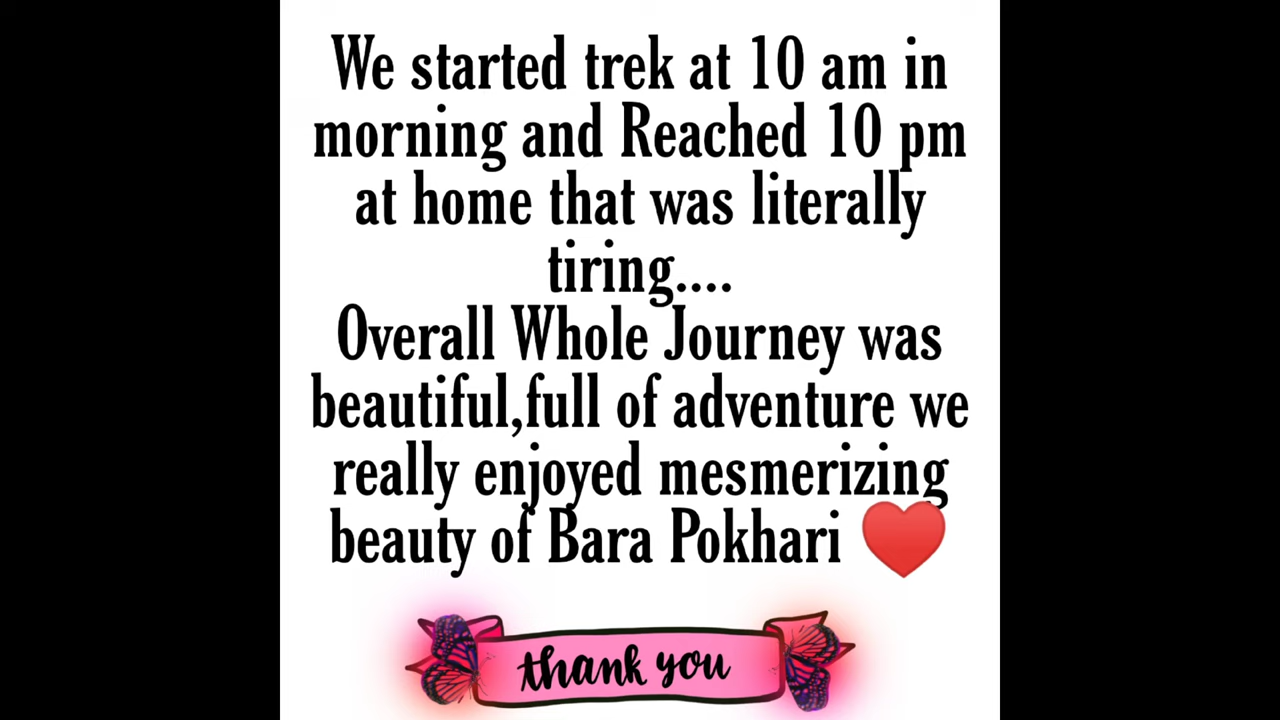 We started trek at 10 am in
morning and Reached 10 pm
at home that was literally
tiring....
Overall Whole Journey was
beautiful,full of adventure we
really enjoyed mesmerizing
beauty of Bara Pokhari ♥️
thank you